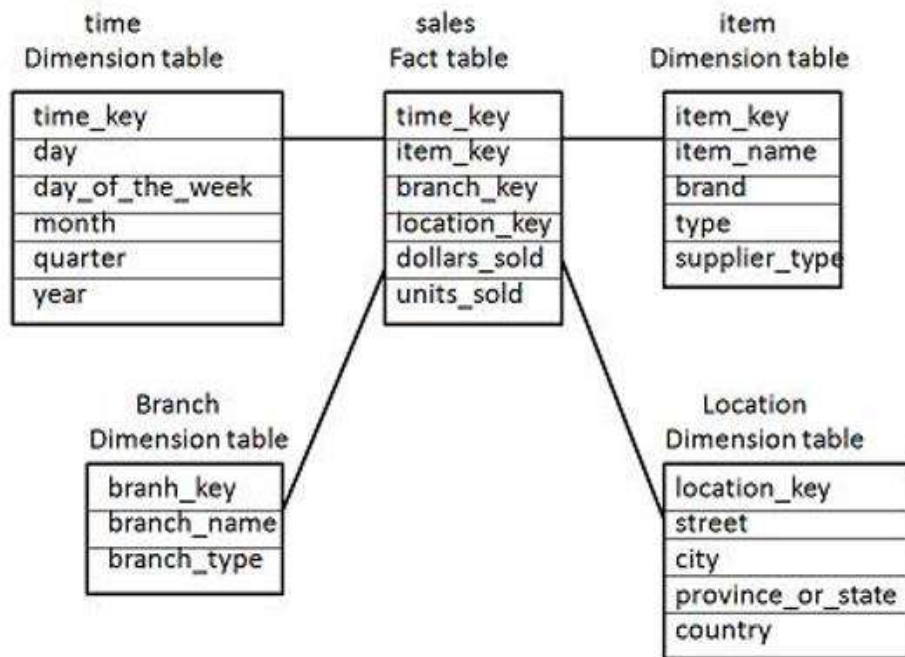 time
Dimension table
time_key
day
day_of_the_week
month
quarter
year
sales
Fact table
time_key
item_key
branch_key
location_key
dollars_sold
units_sold
item
Dimension table
item_key
item_name
brand
type
supplier_type
Branch
Dimension table
branh_key
branch_name
branch_type
Location
Dimension table
location_key
street
city
province_or_state
country